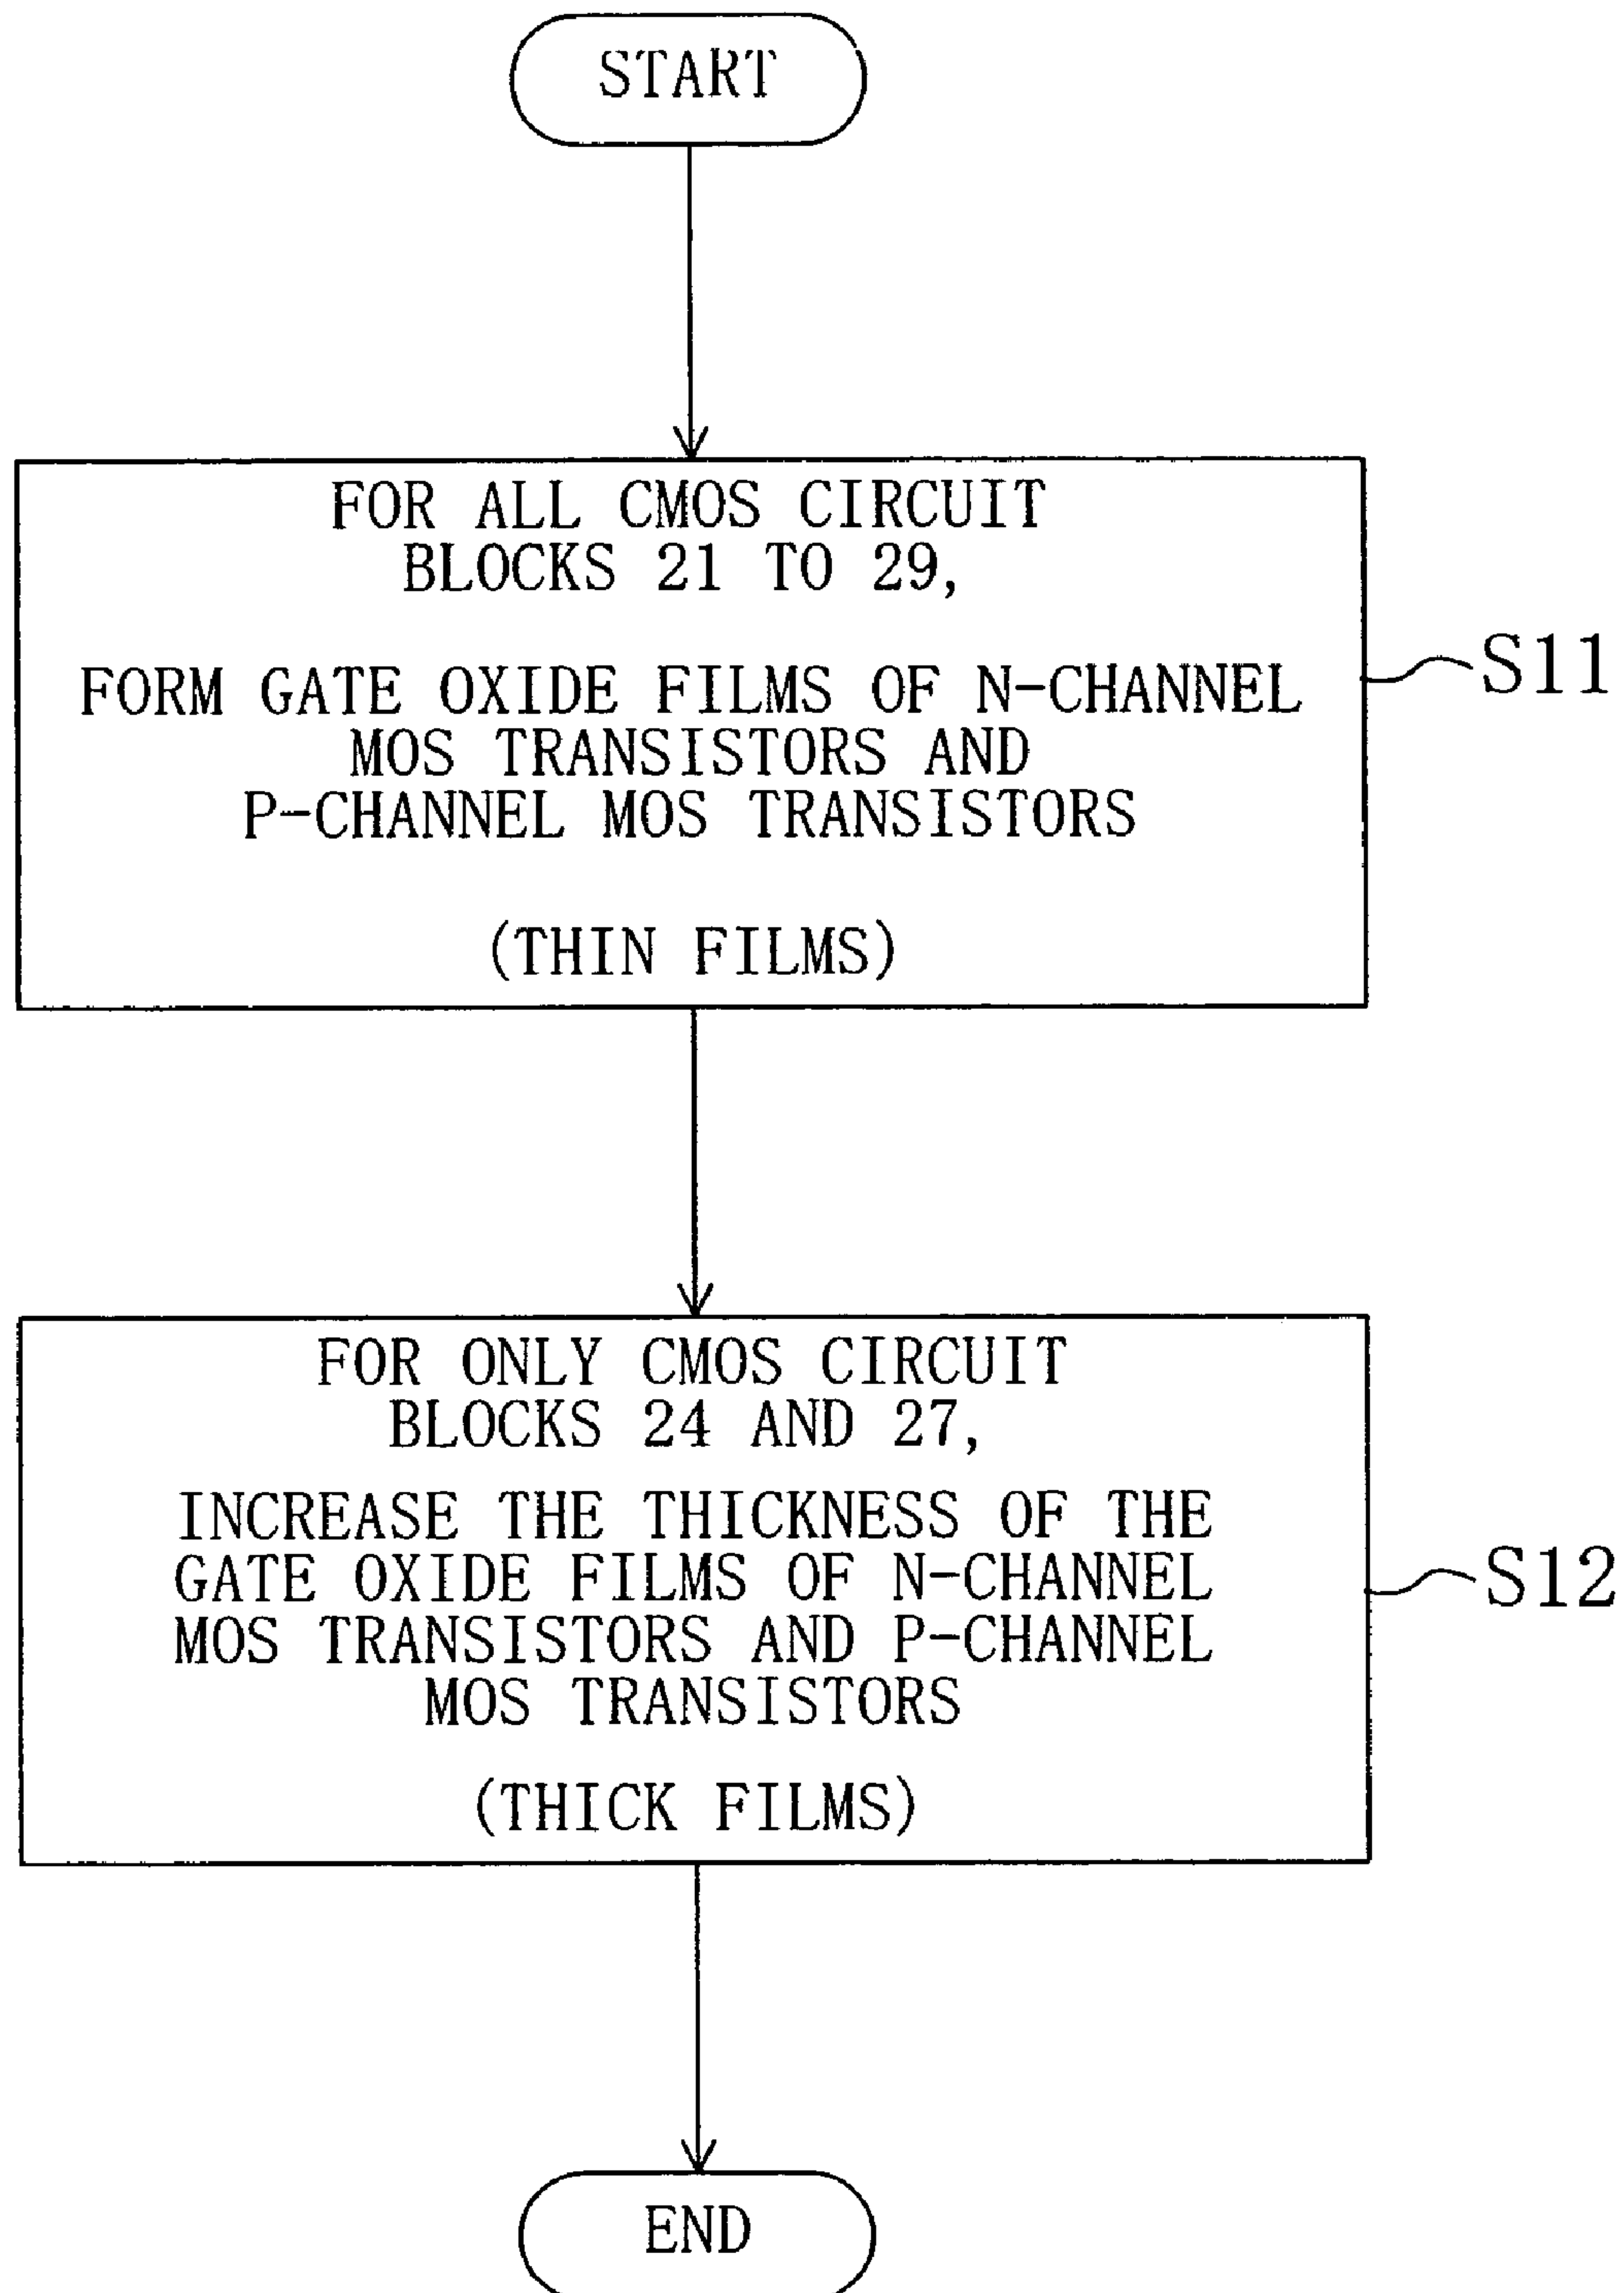 START
FOR ALL CMOS CIRCUIT
BLOCKS 21 TO 29,
FORM GATE OXIDE FILMS OF N-CHANNEL
MOS TRANSISTORS AND
P-CHANNEL MOS TRANSISTORS
(THIN FILMS)
S11
FOR ONLY CMOS CIRCUIT
BLOCKS 24 AND 27,
INCREASE THE THICKNESS OF THE
GATE OXIDE FILMS OF N-CHANNEL
MOS TRANSISTORS AND P-CHANNEL
MOS TRANSISTORS
(THICK FILMS)
S12
END